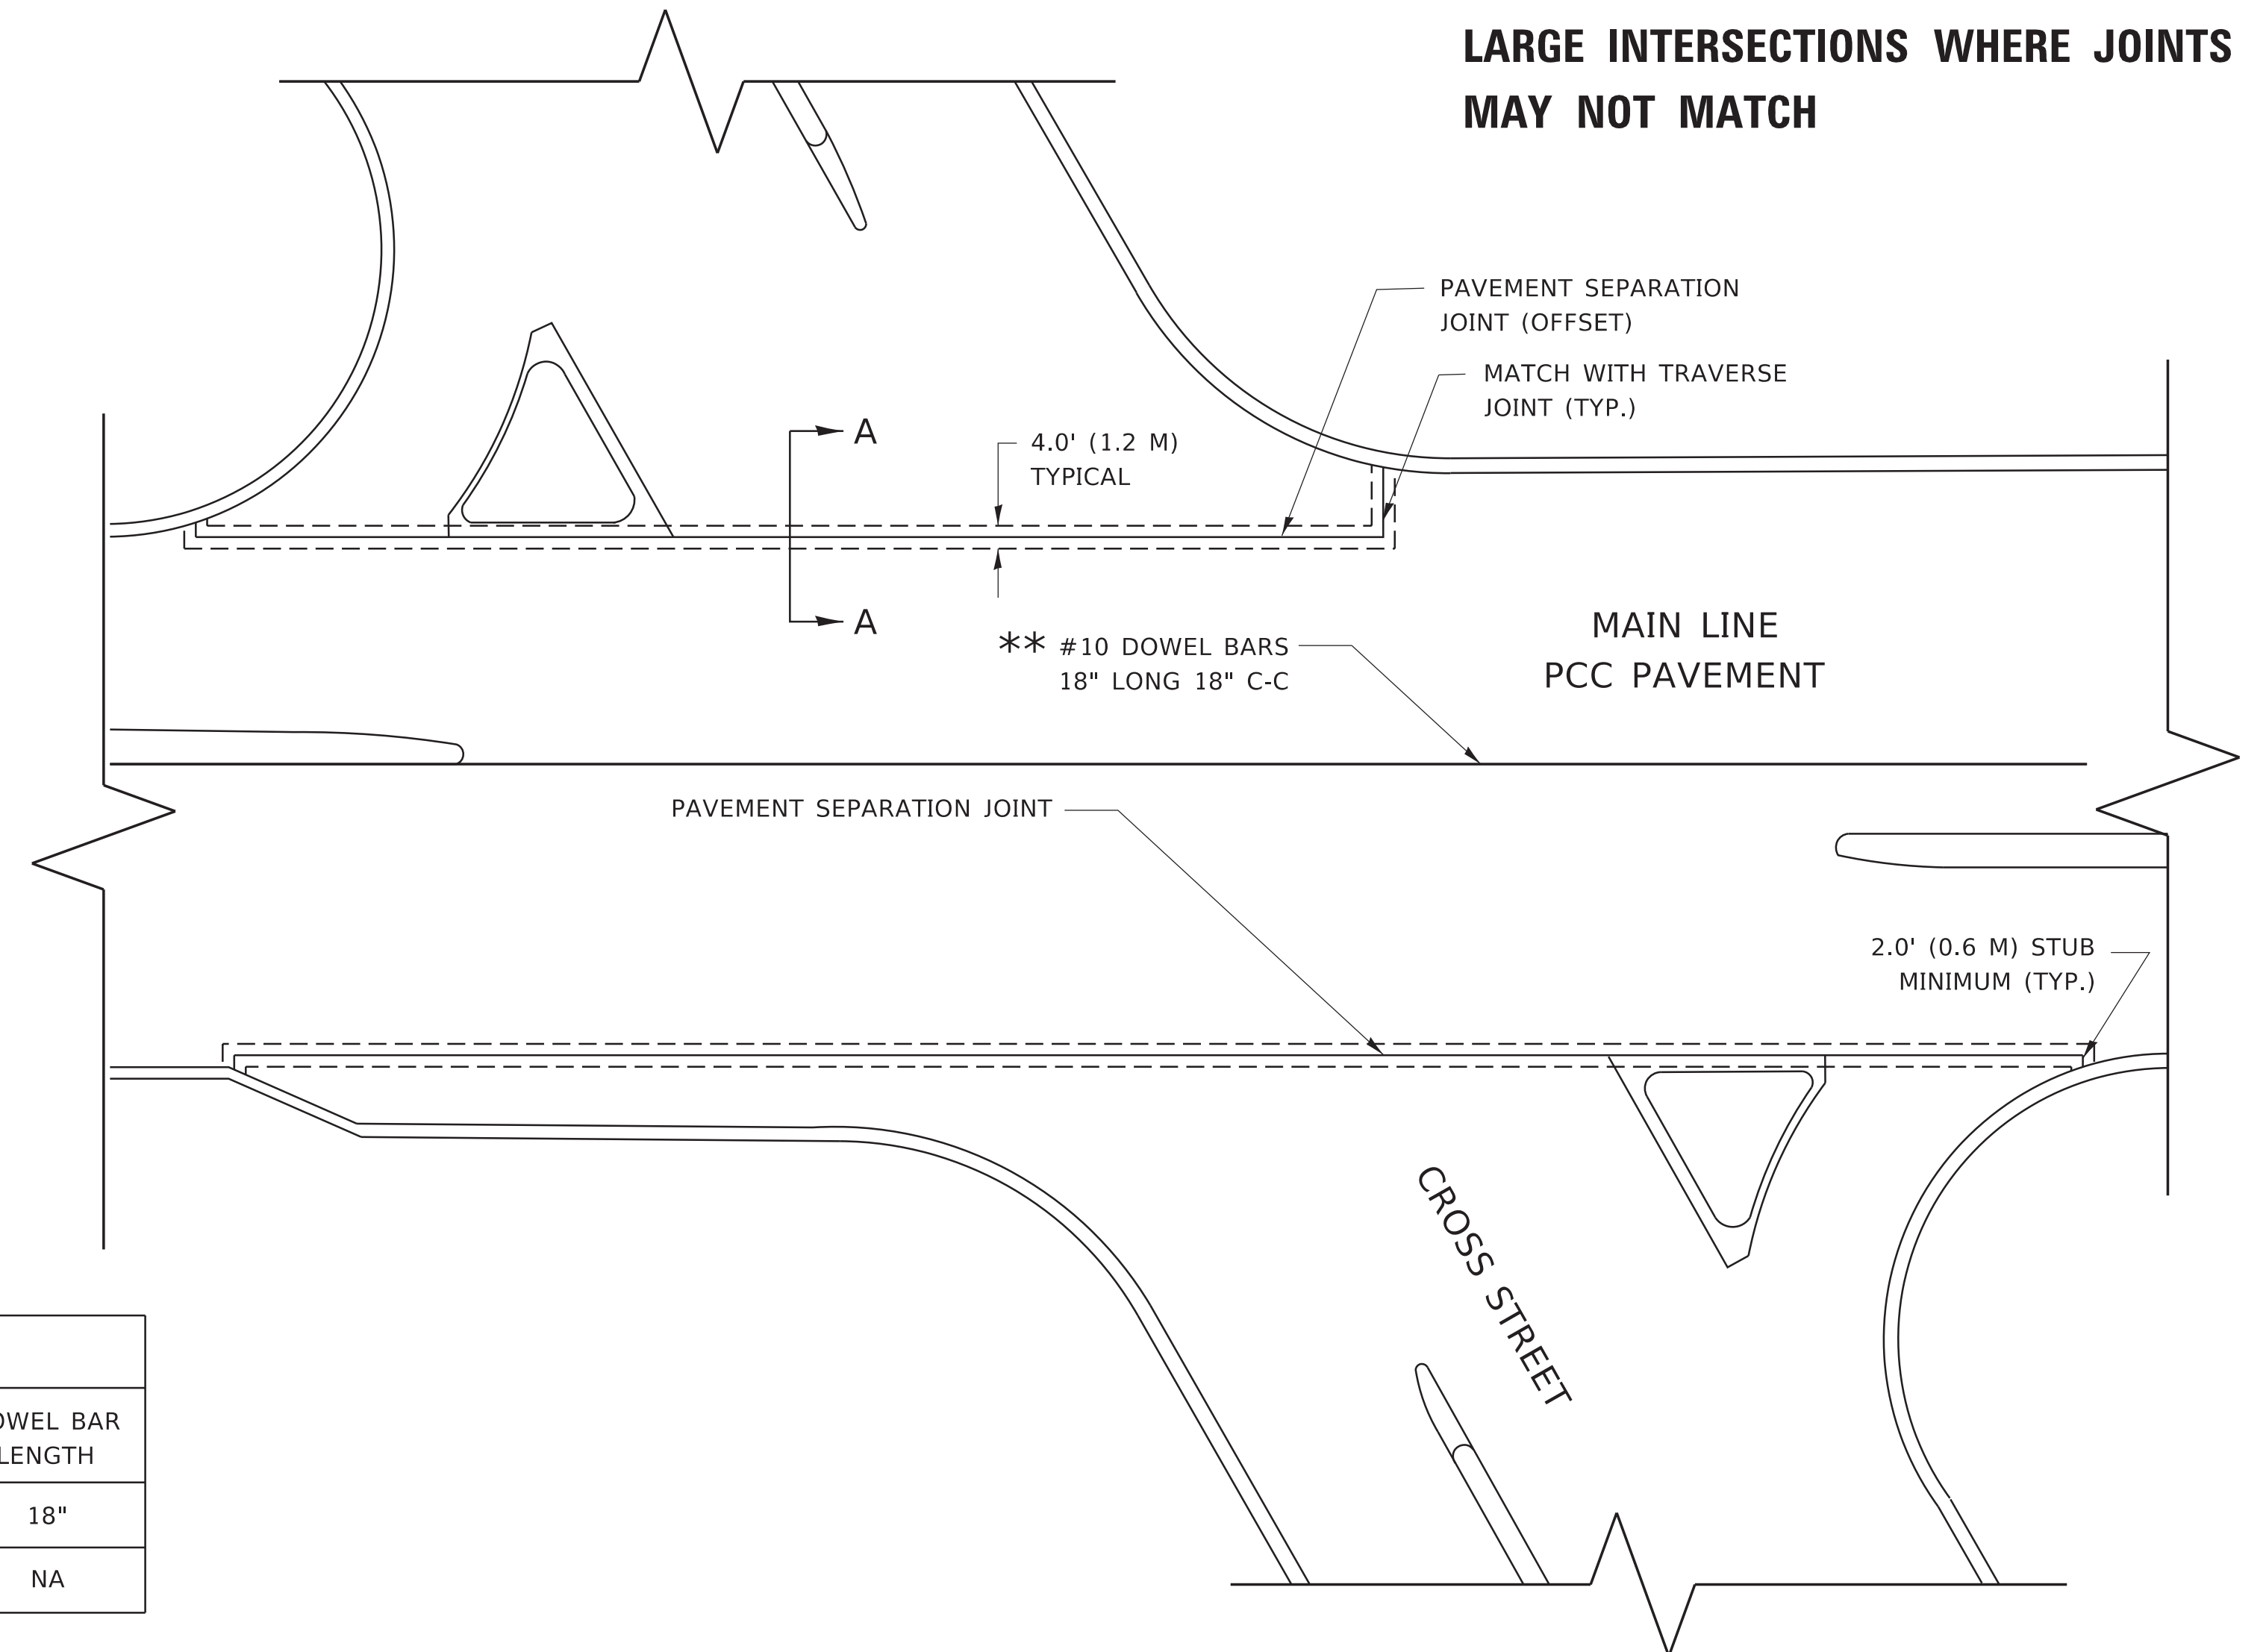 LARGE INTERSECTIONS WHERE JOINTS
MAY NOT MATCH
PAVEMENT SEPARATION
JOINT (OFFSET)
MATCH WITH TRAVERSE
JOINT (TYP.)
A
4.0' (1.2 M)
TYPICAL
A
** #10 DOWEL BARS
18" LONG 18" C-C
MAIN LINE
PCC PAVEMENT
PAVEMENT SEPARATION JOINT
2.0' (0.6 M) STUB
MINIMUM (TYP.)
CROSS STREET
OWEL BAR
LENGTH
18"
NA